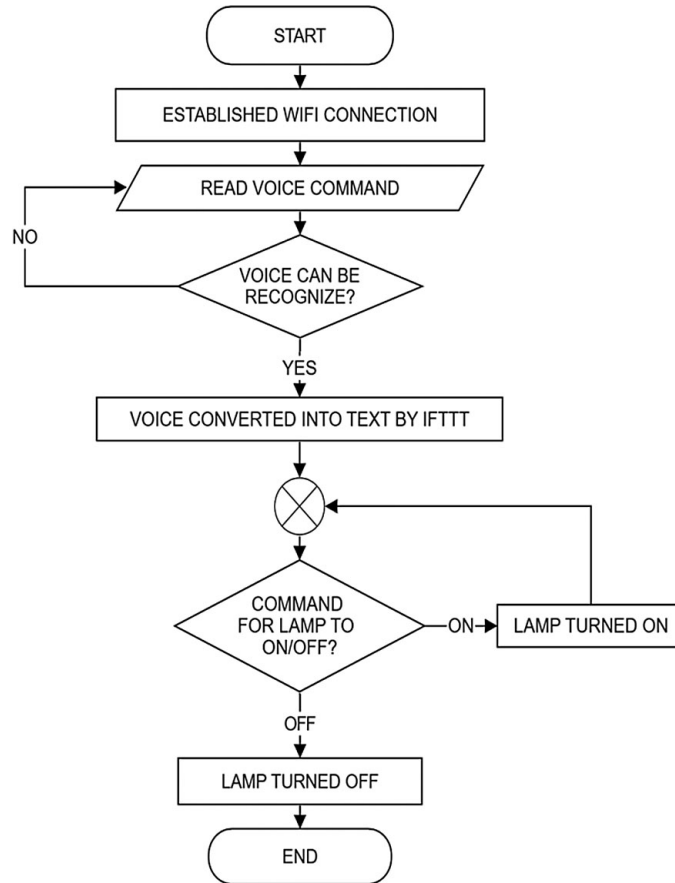 START
ESTABLISHED WIFI CONNECTION
READ VOICE COMMAND
NO
VOICE CAN BE
RECOGNIZE?
YES
VOICE CONVERTED INTO TEXT BY IFTTT
COMMAND
FOR LAMP TO
ON/OFF?
ON
LAMP TURNED ON
OFF
LAMP TURNED OFF
END